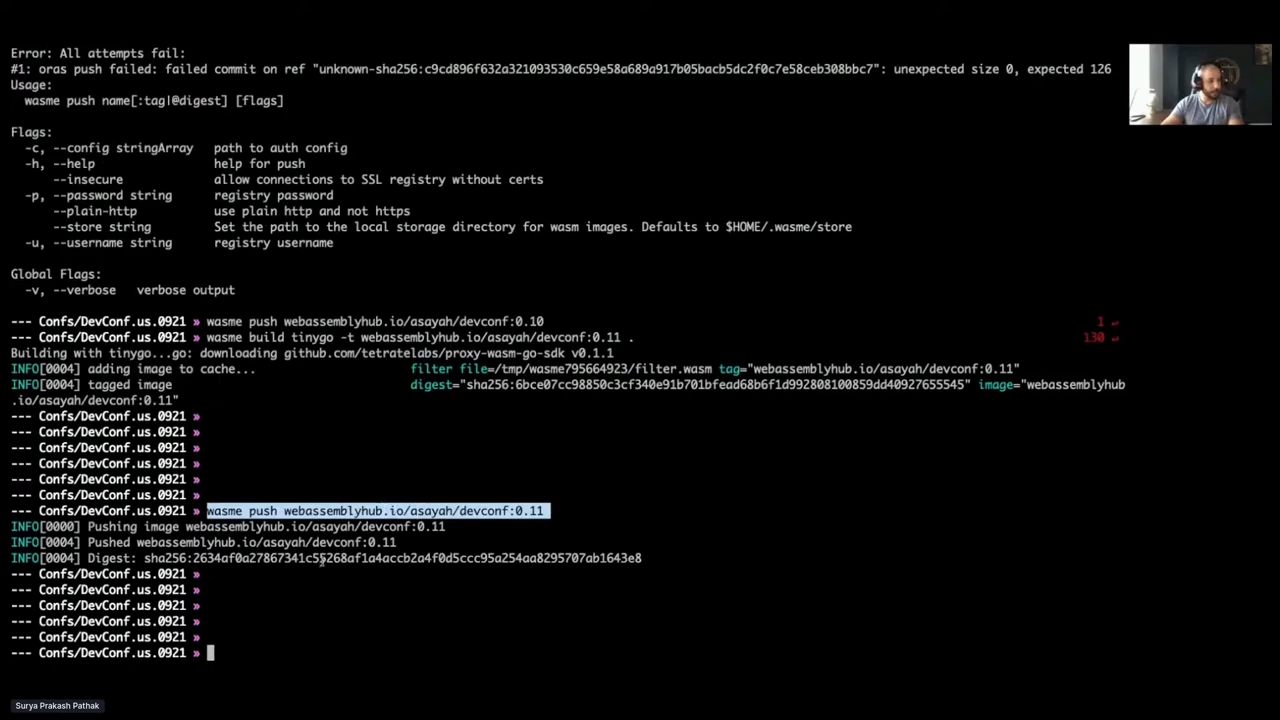 Error: All attempts fail:
#1: oras push failed: failed commit on ref "unknown-sha256:c9cd896f632a321093530c659e58a689a917b05bacb5dc2f0c7e58ceb308bbc7": unexpected size 0, expected 126
Usage:
  wasme push name[:tag|@digest] [flags]
Flags:
  -c, --config stringArray   path to auth config
  -h, --help                 help for push
      --insecure             allow connections to SSL registry without certs
  -p, --password string      registry password
      --plain-http           use plain http and not https
      --store string         Set the path to the local storage directory for wasm images. Defaults to $HOME/.wasme/store
  -u, --username string      registry username
Global Flags:
  -v, --verbose   verbose output
--- Confs/DevConf.us.0921 » wasme push webassemblyhub.io/asayah/devconf:0.10 1 ↵
--- Confs/DevConf.us.0921 » wasme build tinygo -t webassemblyhub.io/asayah/devconf:0.11 . 130 ↵
Building with tinygo...go: downloading github.com/tetratelabs/proxy-wasm-go-sdk v0.1.1
INFO[0004] adding image to cache... filter file=/tmp/wasme795664923/filter.wasm tag="webassemblyhub.io/asayah/devconf:0.11"
INFO[0004] tagged image digest="sha256:6bce07cc98850c3cf340e91b701bfead68b6f1d992808100859dd40927655545" image="webassemblyhub
.io/asayah/devconf:0.11"
--- Confs/DevConf.us.0921 »
--- Confs/DevConf.us.0921 »
--- Confs/DevConf.us.0921 »
--- Confs/DevConf.us.0921 »
--- Confs/DevConf.us.0921 »
--- Confs/DevConf.us.0921 »
--- Confs/DevConf.us.0921 » wasme push webassemblyhub.io/asayah/devconf:0.11
INFO[0000] Pushing image webassemblyhub.io/asayah/devconf:0.11
INFO[0004] Pushed webassemblyhub.io/asayah/devconf:0.11
INFO[0004] Digest: sha256:2634af0a27867341c55268af1a4accb2a4f0d5ccc95a254aa8295707ab1643e8
--- Confs/DevConf.us.0921 »
--- Confs/DevConf.us.0921 »
--- Confs/DevConf.us.0921 »
--- Confs/DevConf.us.0921 »
--- Confs/DevConf.us.0921 »
--- Confs/DevConf.us.0921 »
Surya Prakash Pathak